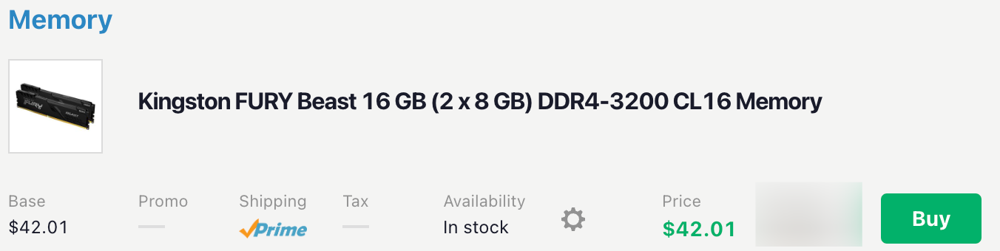 Memory
FURY
Kingston FURY Beast 16 GB (2 x 8 GB) DDR4-3200 CL16 Memory
Base Promo Shipping Tax Availability Price
$42.01 — Prime — In stock $42.01 Buy